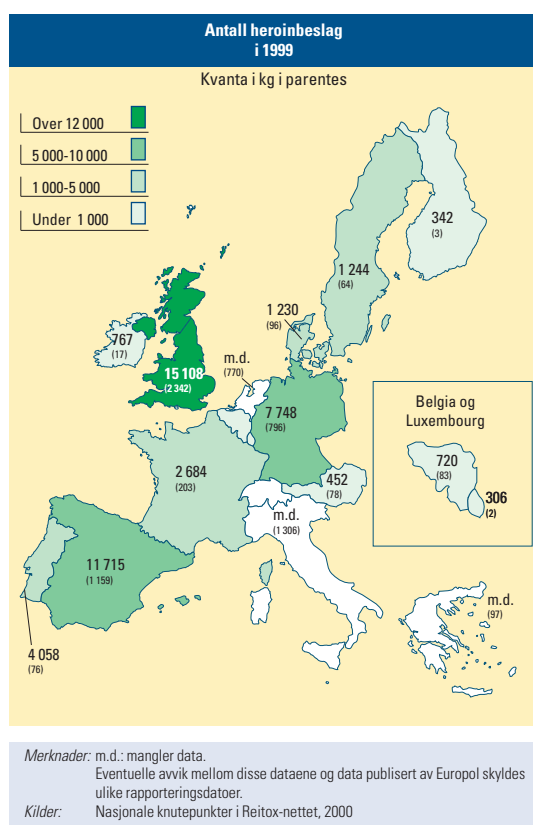 Antall heroinbeslag
i 1999
Kvanta i kg i parentes
Over 12 000
5 000-10 000
1 000-5 000
Under 1 000
342
(3)
1 244
(64)
1 230
(96)
767
(17)
15 108
(2 342)
m.d.
(770)
7 748
(796)
Belgia og
Luxembourg
720
(83)
306
(2)
2 684
(203)
452
(78)
m.d.
(1 306)
11 715
(1 159)
4 058
(76)
m.d.
(97)
Merknader: m.d.: mangler data.
Eventuelle avvik mellom disse dataene og data publisert av Europol skyldes
ulike rapporteringsdatoer.
Kilder: Nasjonale knutepunkter i Reitox-nettet, 2000